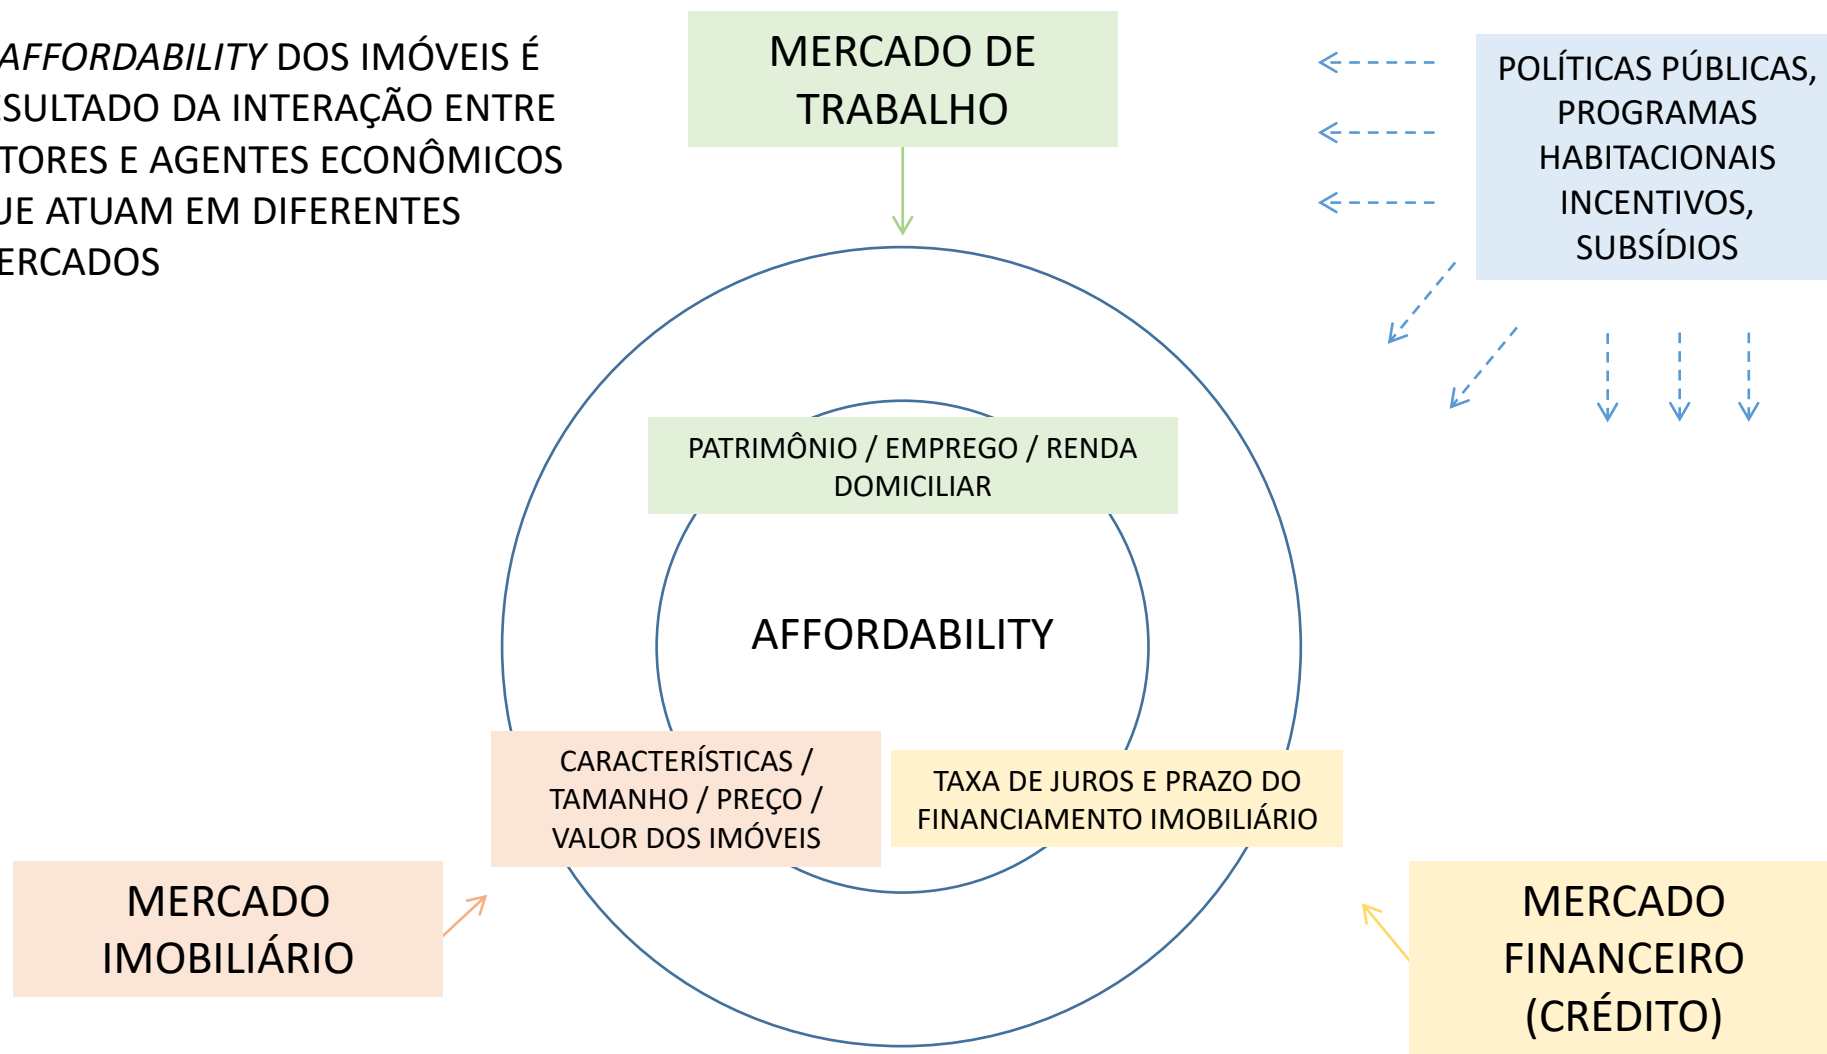 AFFORDABILITY DOS IMÓVEIS É
ESULTADO DA INTERAÇÃO ENTRE
TORES E AGENTES ECONÔMICOS
UE ATUAM EM DIFERENTES
ERCADOS
MERCADO DE
TRABALHO
POLÍTICAS PÚBLICAS,
PROGRAMAS
HABITACIONAIS
INCENTIVOS,
SUBSÍDIOS
PATRIMÔNIO / EMPREGO / RENDA
DOMICILIAR
AFFORDABILITY
CARACTERÍSTICAS /
TAMANHO / PREÇO /
VALOR DOS IMÓVEIS
TAXA DE JUROS E PRAZO DO
FINANCIAMENTO IMOBILIÁRIO
MERCADO
IMOBILIÁRIO
MERCADO
FINANCEIRO
(CRÉDITO)